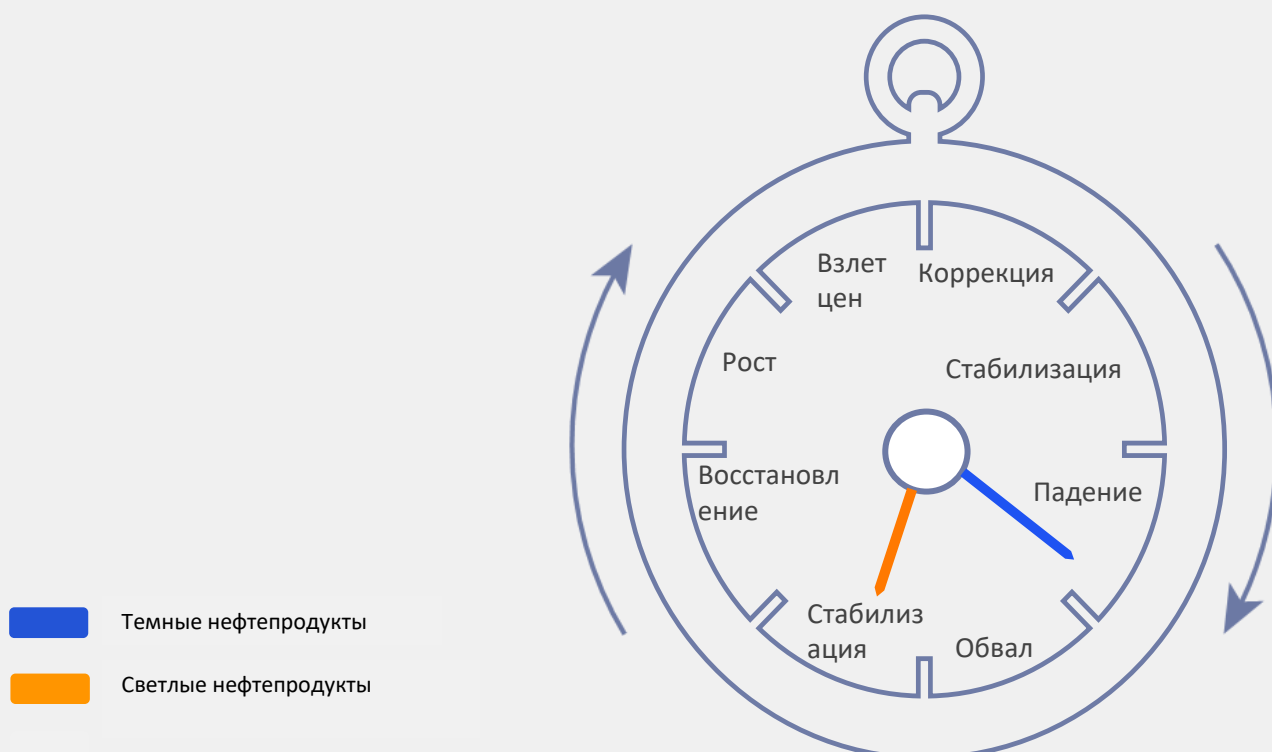 Взлет
цен
Коррекция
Рост
Стабилизация
Восстановл
ение
Падение
Стабилиз
ация
Обвал
Темные нефтепродукты
Светлые нефтепродукты